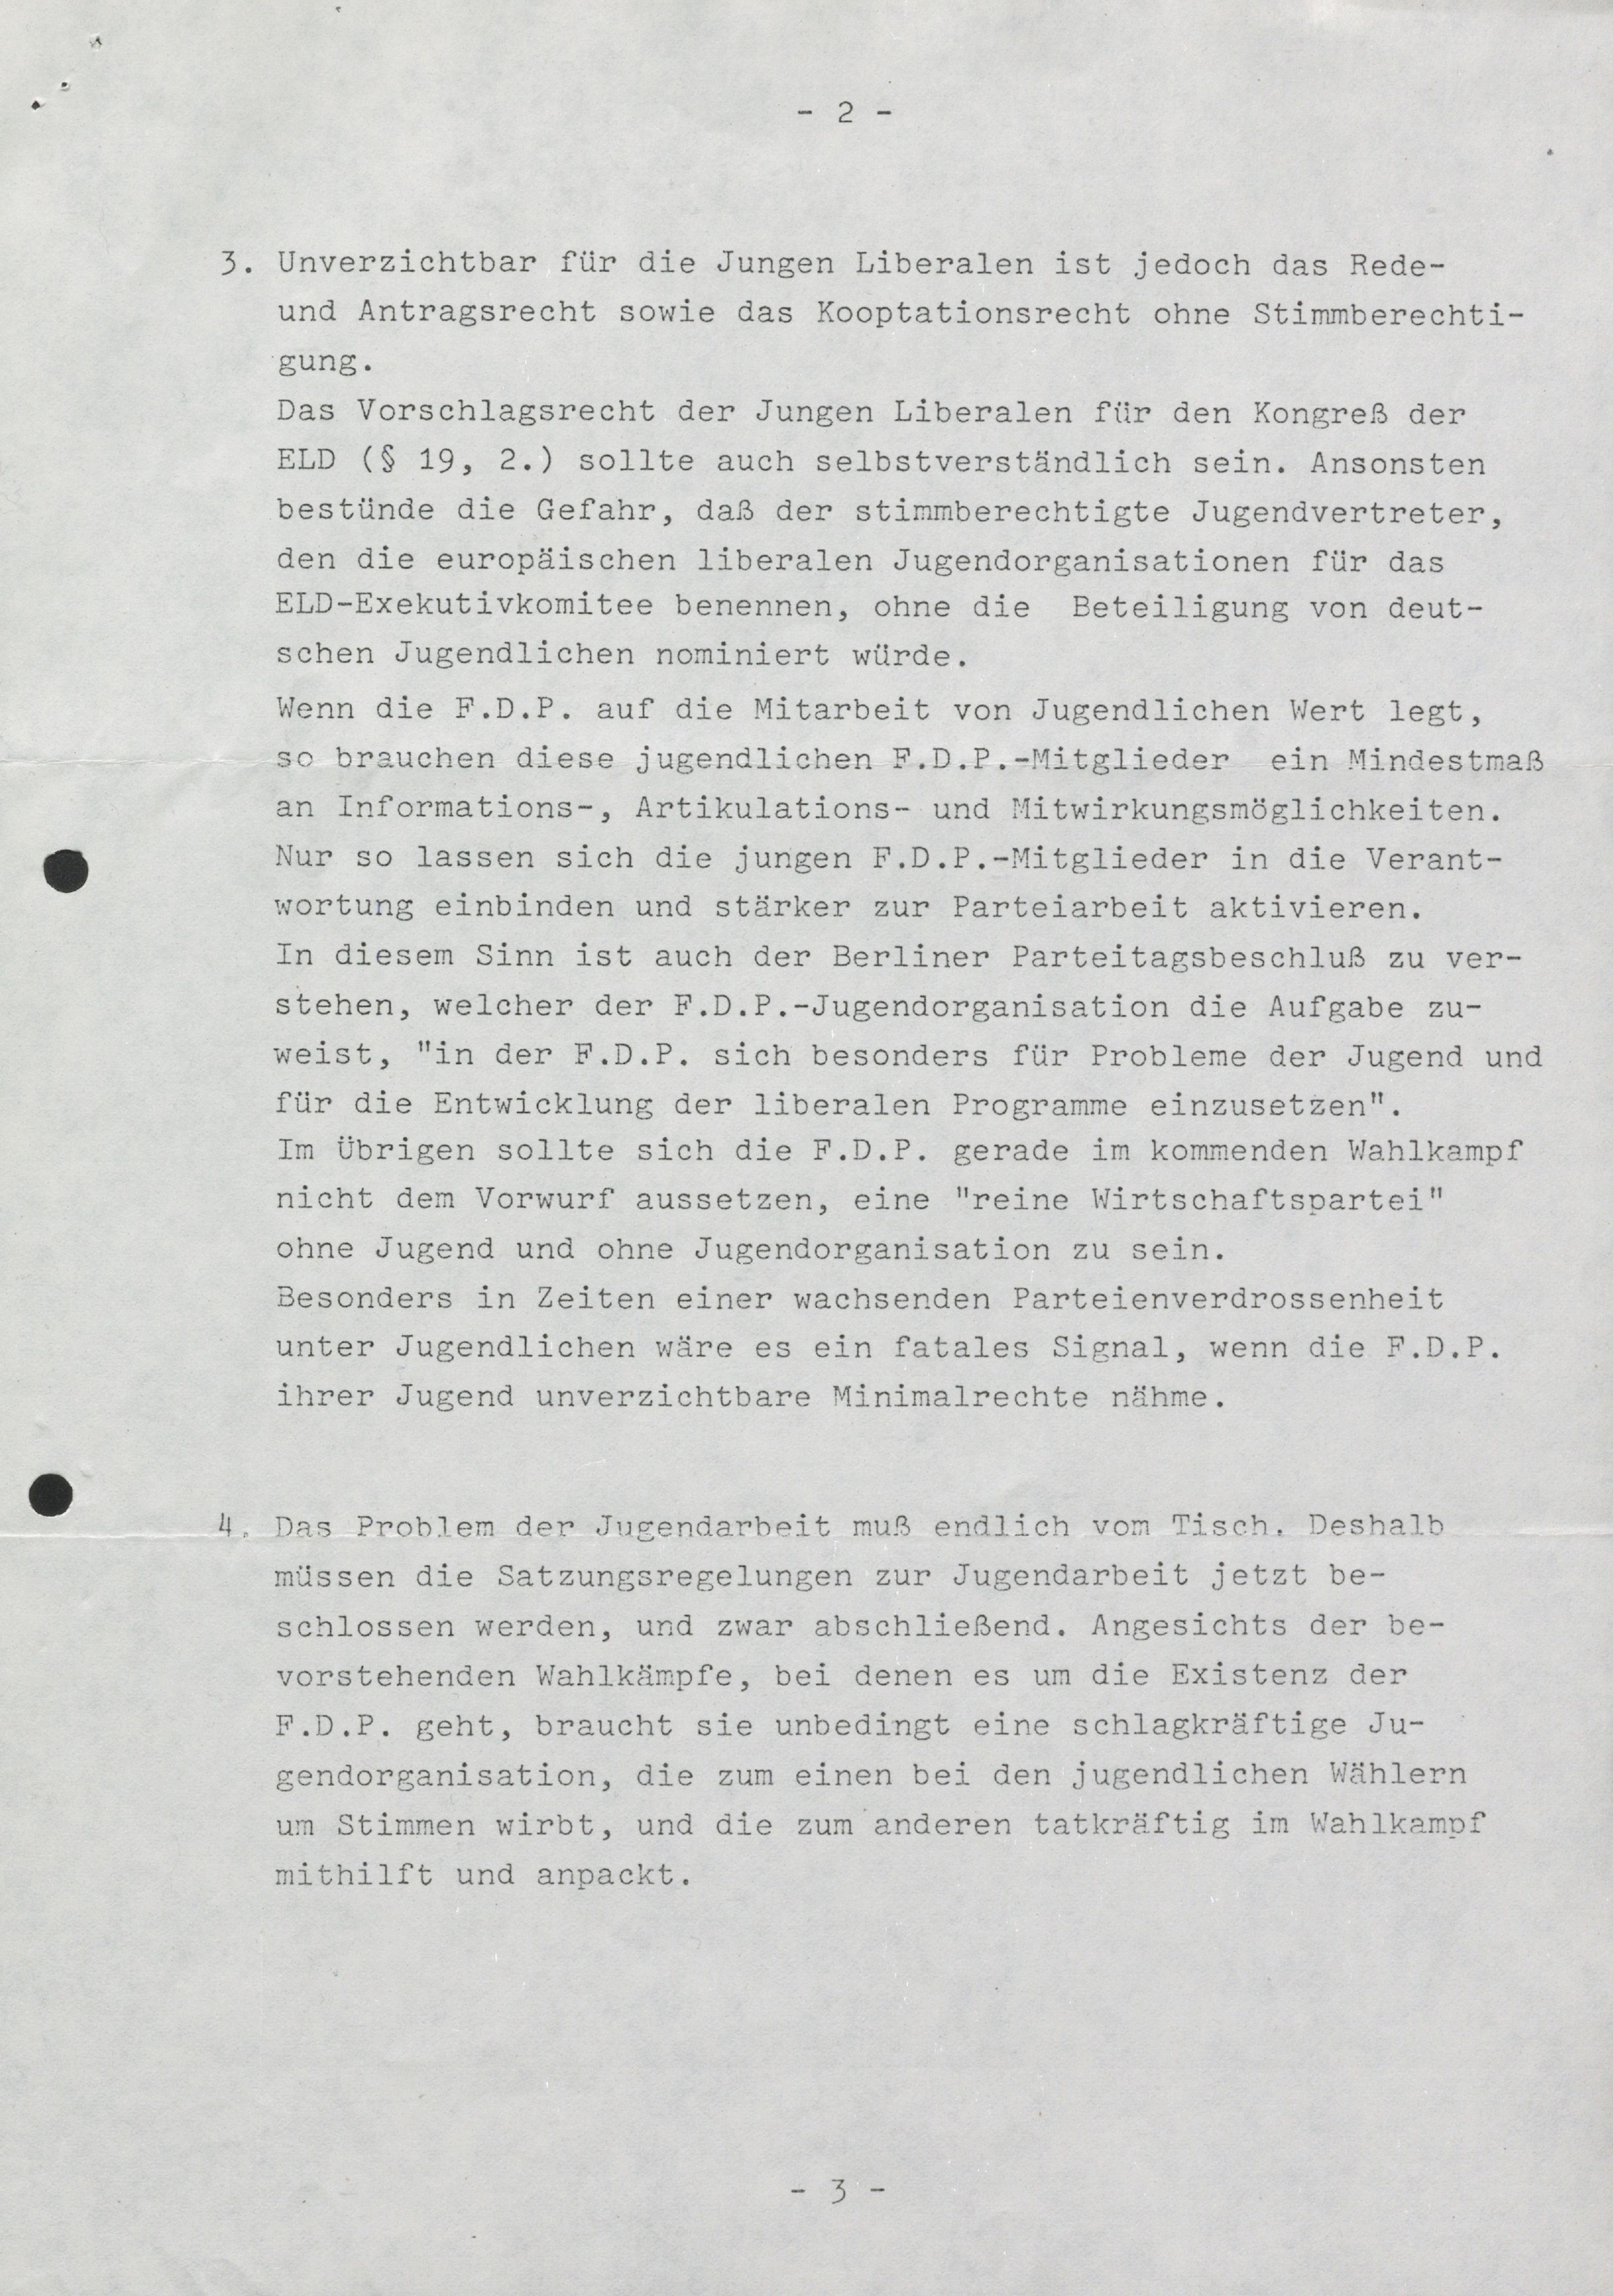 - 2 -
3. Unverzichtbar für die Jungen Liberalen ist jedoch das Rede-
und Antragsrecht sowie das Kooptationsrecht ohne Stimmberechti-
gung.
Das Vorschlagsrecht der Jungen Liberalen für den Kongreß der
ELD (§ 19, 2.) sollte auch selbstverständlich sein. Ansonsten
bestünde die Gefahr, daß der stimmberechtigte Jugendvertreter,
den die europäischen liberalen Jugendorganisationen für das
ELD-Exekutivkomitee benennen, ohne die  Beteiligung von deut-
schen Jugendlichen nominiert würde.
Wenn die F.D.P. auf die Mitarbeit von Jugendlichen Wert legt,
so brauchen diese jugendlichen F.D.P.-Mitglieder  ein Mindestmaß
an Informations-, Artikulations- und Mitwirkungsmöglichkeiten.
Nur so lassen sich die jungen F.D.P.-Mitglieder in die Verant-
wortung einbinden und stärker zur Parteiarbeit aktivieren.
In diesem Sinn ist auch der Berliner Parteitagsbeschluß zu ver-
stehen, welcher der F.D.P.-Jugendorganisation die Aufgabe zu-
weist, "in der F.D.P. sich besonders für Probleme der Jugend und
für die Entwicklung der liberalen Programme einzusetzen".
Im Übrigen sollte sich die F.D.P. gerade im kommenden Wahlkampf
nicht dem Vorwurf aussetzen, eine "reine Wirtschaftspartei"
ohne Jugend und ohne Jugendorganisation zu sein.
Besonders in Zeiten einer wachsenden Parteienverdrossenheit
unter Jugendlichen wäre es ein fatales Signal, wenn die F.D.P.
ihrer Jugend unverzichtbare Minimalrechte nähme.
4. Das Problem der Jugendarbeit muß endlich vom Tisch. Deshalb
müssen die Satzungsregelungen zur Jugendarbeit jetzt be-
schlossen werden, und zwar abschließend. Angesichts der be-
vorstehenden Wahlkämpfe, bei denen es um die Existenz der
F.D.P. geht, braucht sie unbedingt eine schlagkräftige Ju-
gendorganisation, die zum einen bei den jugendlichen Wählern
um Stimmen wirbt, und die zum anderen tatkräftig im Wahlkampf
mithilft und anpackt.
- 3 -